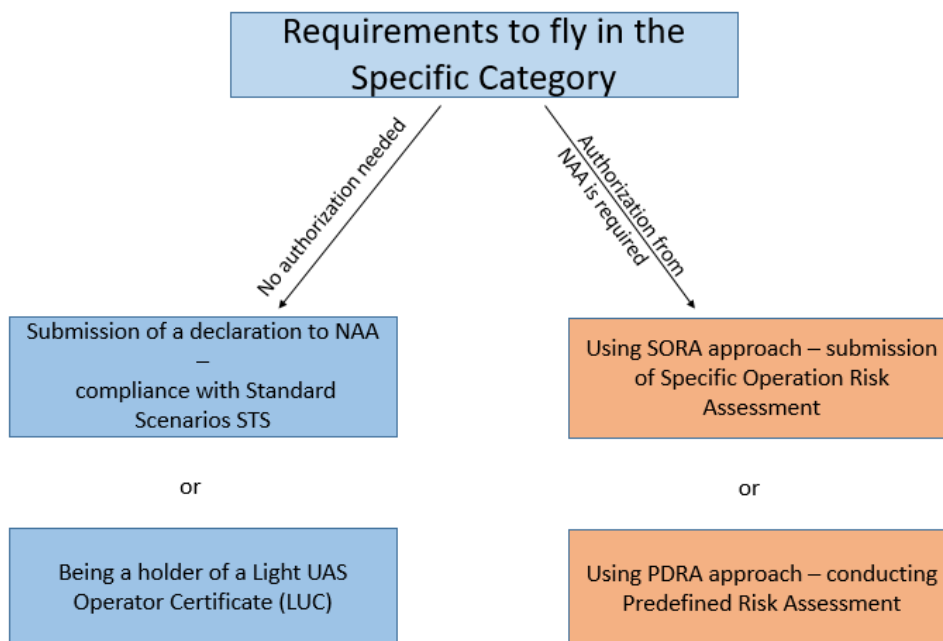 Requirements to fly in the
Specific Category
No authorization needed
Authorization from
NAA is required
Submission of a declaration to NAA
–
compliance with Standard
Scenarios STS
Using SORA approach – submission
of Specific Operation Risk
Assessment
or
or
Being a holder of a Light UAS
Operator Certificate (LUC)
Using PDRA approach – conducting
Predefined Risk Assessment